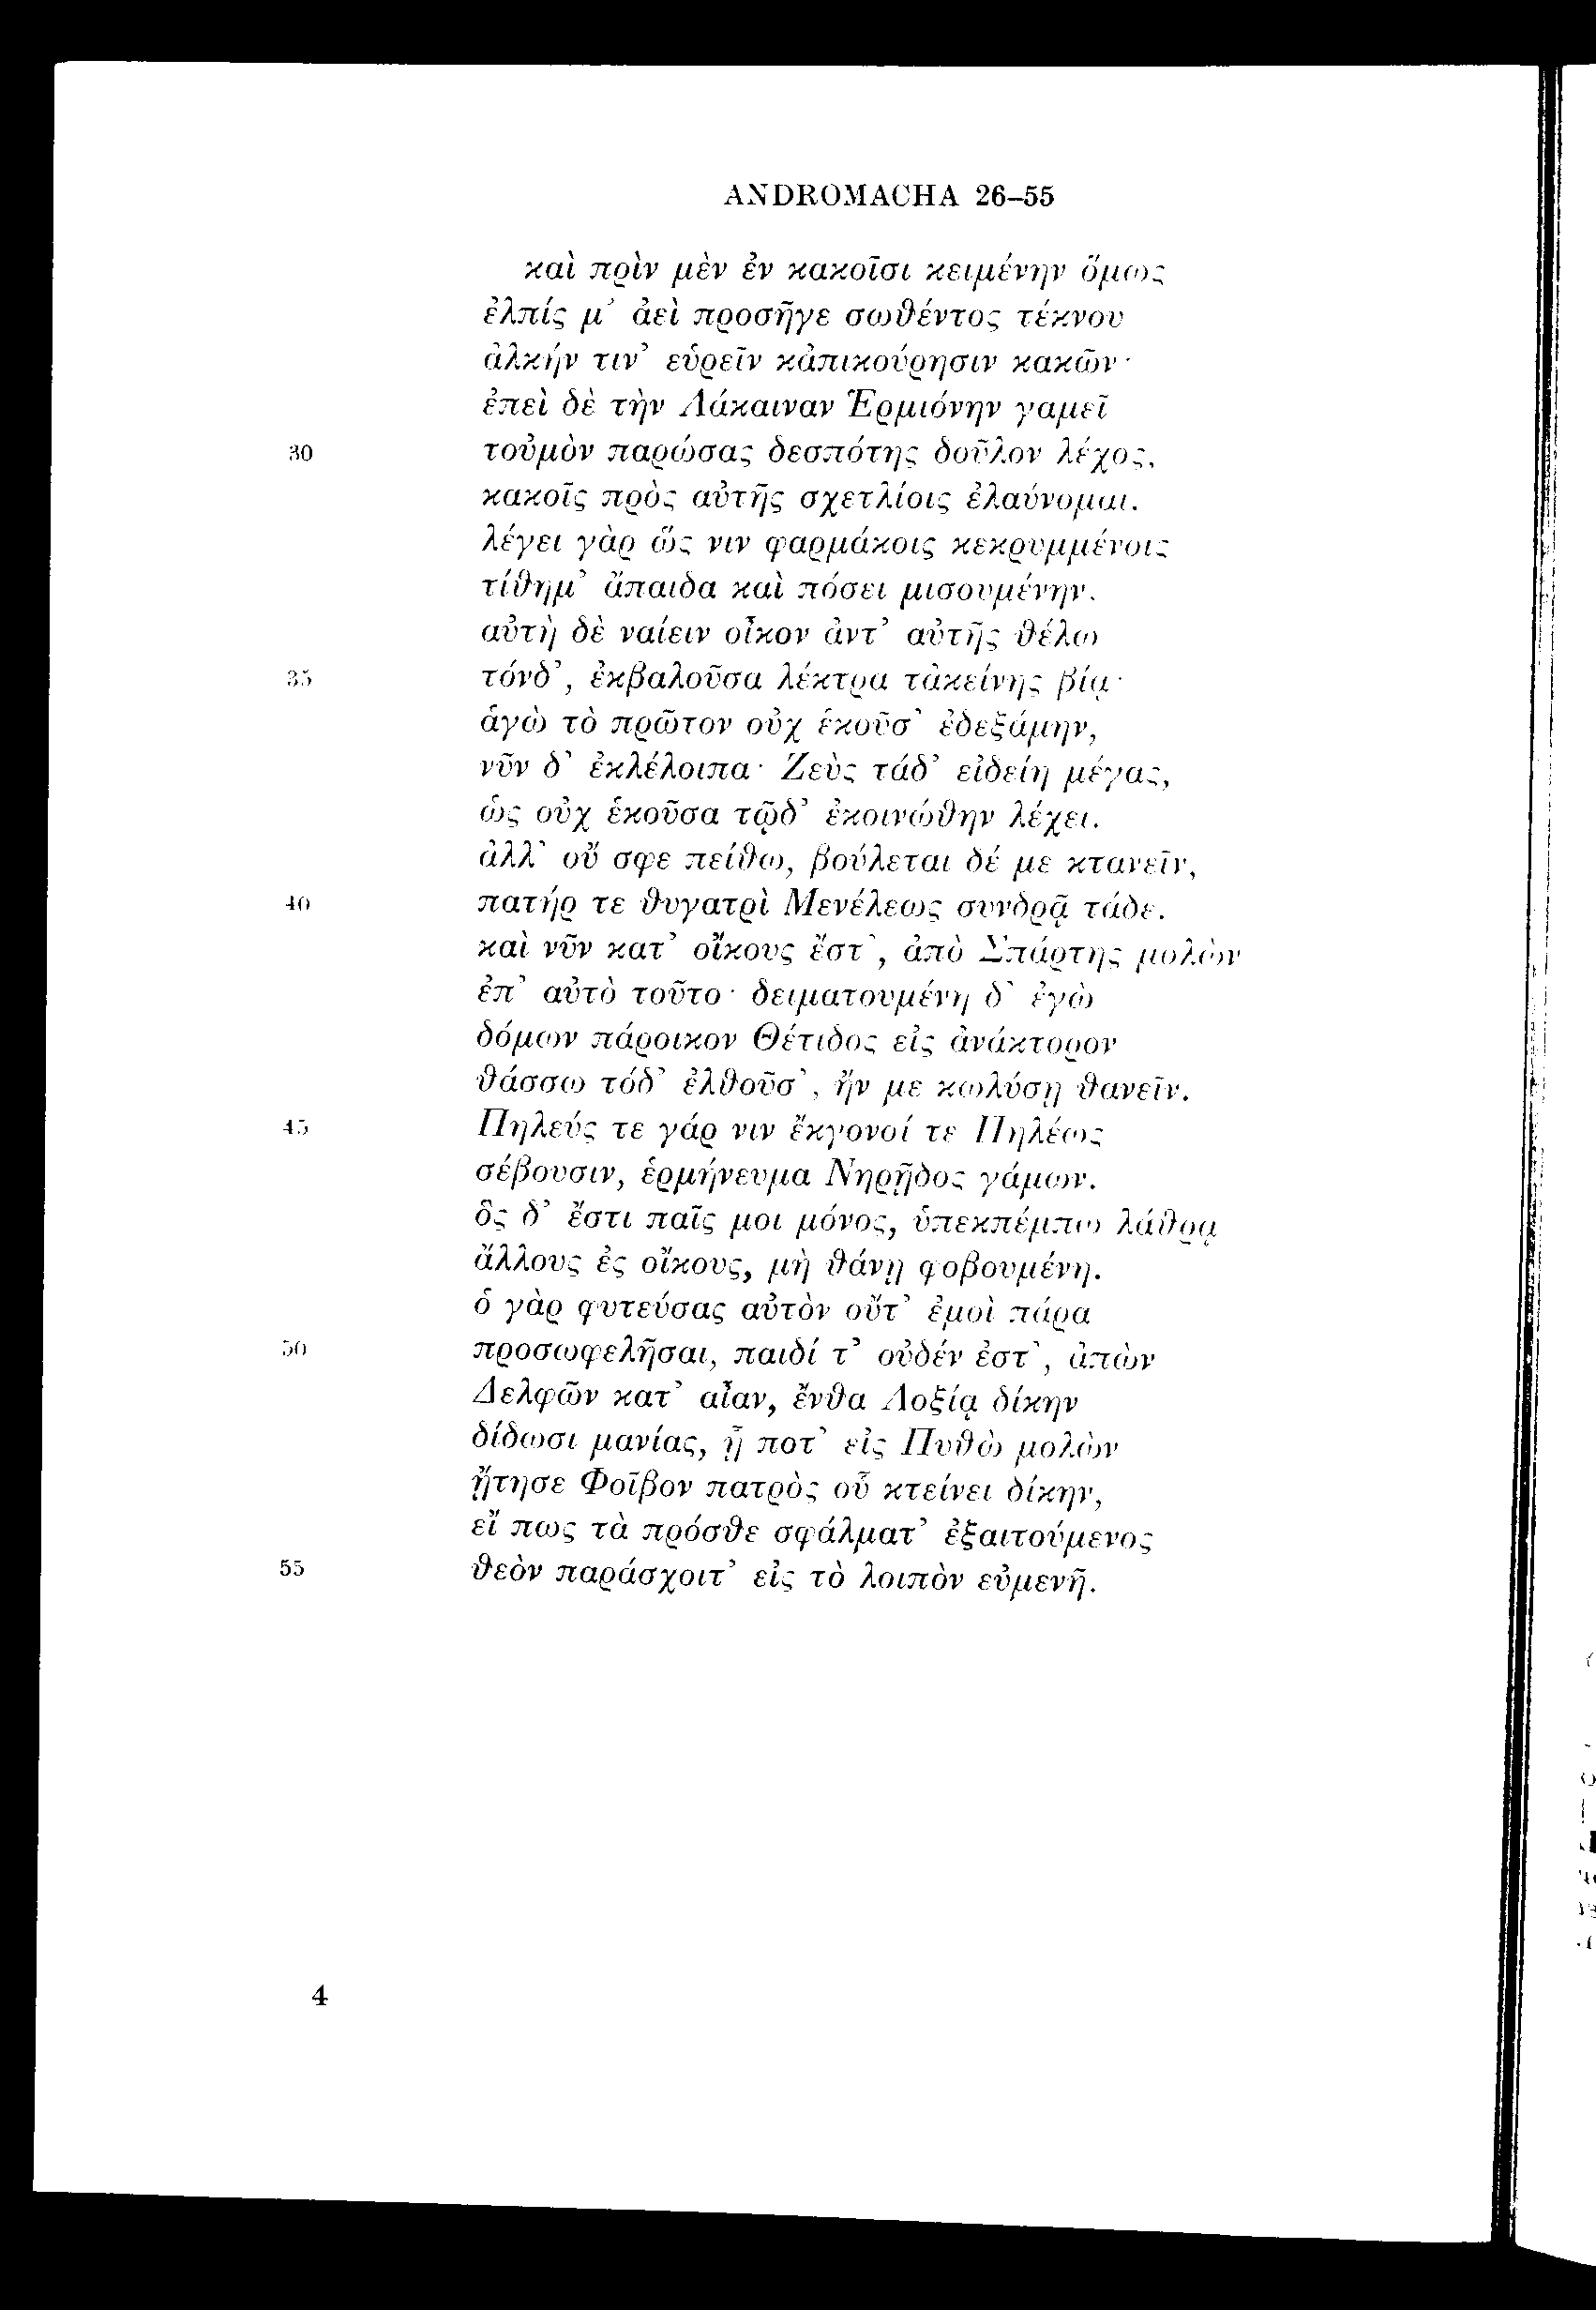 ANDROMACHA 26–55
καὶ πρὶν μὲν ἐν κακοῖσι κειμένην ὅμως
ἐλπίς μ’ ἀεὶ προσῆγε σωθέντος τέκνου
ἀλκήν τιν’ εὑρεῖν κἀπικούρησιν κακῶν·
ἐπεὶ δὲ τὴν Λάκαιναν Ἑρμιόνην γαμεῖ
30 τοὐμὸν παρώσας δεσπότης δοῦλον λέχος,
κακοῖς πρὸς αὐτῆς σχετλίοις ἐλαύνομαι.
λέγει γὰρ ὥς νιν φαρμάκοις κεκρυμμένοις
τίθημ’ ἄπαιδα καὶ πόσει μισουμένην.
αὐτὴ δὲ ναίειν οἶκον ἀντ’ αὐτῆς θέλω
35 τόνδ’, ἐκβαλοῦσα λέκτρα τἀκείνης βίᾳ·
ἁγὼ τὸ πρῶτον οὐχ ἑκοῦσ’ ἐδεξάμην,
νῦν δ’ ἐκλέλοιπα· Ζεὺς τάδ’ εἰδείη μέγας,
ὡς οὐχ ἑκοῦσα τῷδ’ ἐκοινώθην λέχει.
ἀλλ’ οὔ σφε πείθω, βούλεται δέ με κτανεῖν,
40 πατήρ τε θυγατρὶ Μενέλεως συνδρᾷ τάδε.
καὶ νῦν κατ’ οἴκους ἔστ’, ἀπὸ Σπάρτης μολὼν
ἐπ’ αὐτὸ τοῦτο· δειματουμένη δ’ ἐγὼ
δόμων πάροικον Θέτιδος εἰς ἀνάκτορον
θάσσω τόδ’ ἐλθοῦσ’, ἤν με κωλύσῃ θανεῖν.
45 Πηλεύς τε γάρ νιν ἔκγονοί τε Πηλέως
σέβουσιν, ἑρμήνευμα Νηρῇδος γάμων.
ὃς δ’ ἔστι παῖς μοι μόνος, ὑπεκπέμπω λάθρᾳ
ἄλλους ἐς οἴκους, μὴ θάνῃ φοβουμένη.
ὁ γὰρ φυτεύσας αὐτὸν οὔτ’ ἐμοὶ πάρα
50 προσωφελῆσαι, παιδί τ’ οὐδέν ἐστ’, ἀπὼν
Δελφῶν κατ’ αἶαν, ἔνθα Λοξίᾳ δίκην
δίδωσι μανίας, ᾗ ποτ’ εἰς Πυθὼ μολὼν
ᾔτησε Φοῖβον πατρὸς οὗ κτείνει δίκην,
εἴ πως τὰ πρόσθε σφάλματ’ ἐξαιτούμενος
55 θεὸν παράσχοιτ’ εἰς τὸ λοιπὸν εὐμενῆ.
4